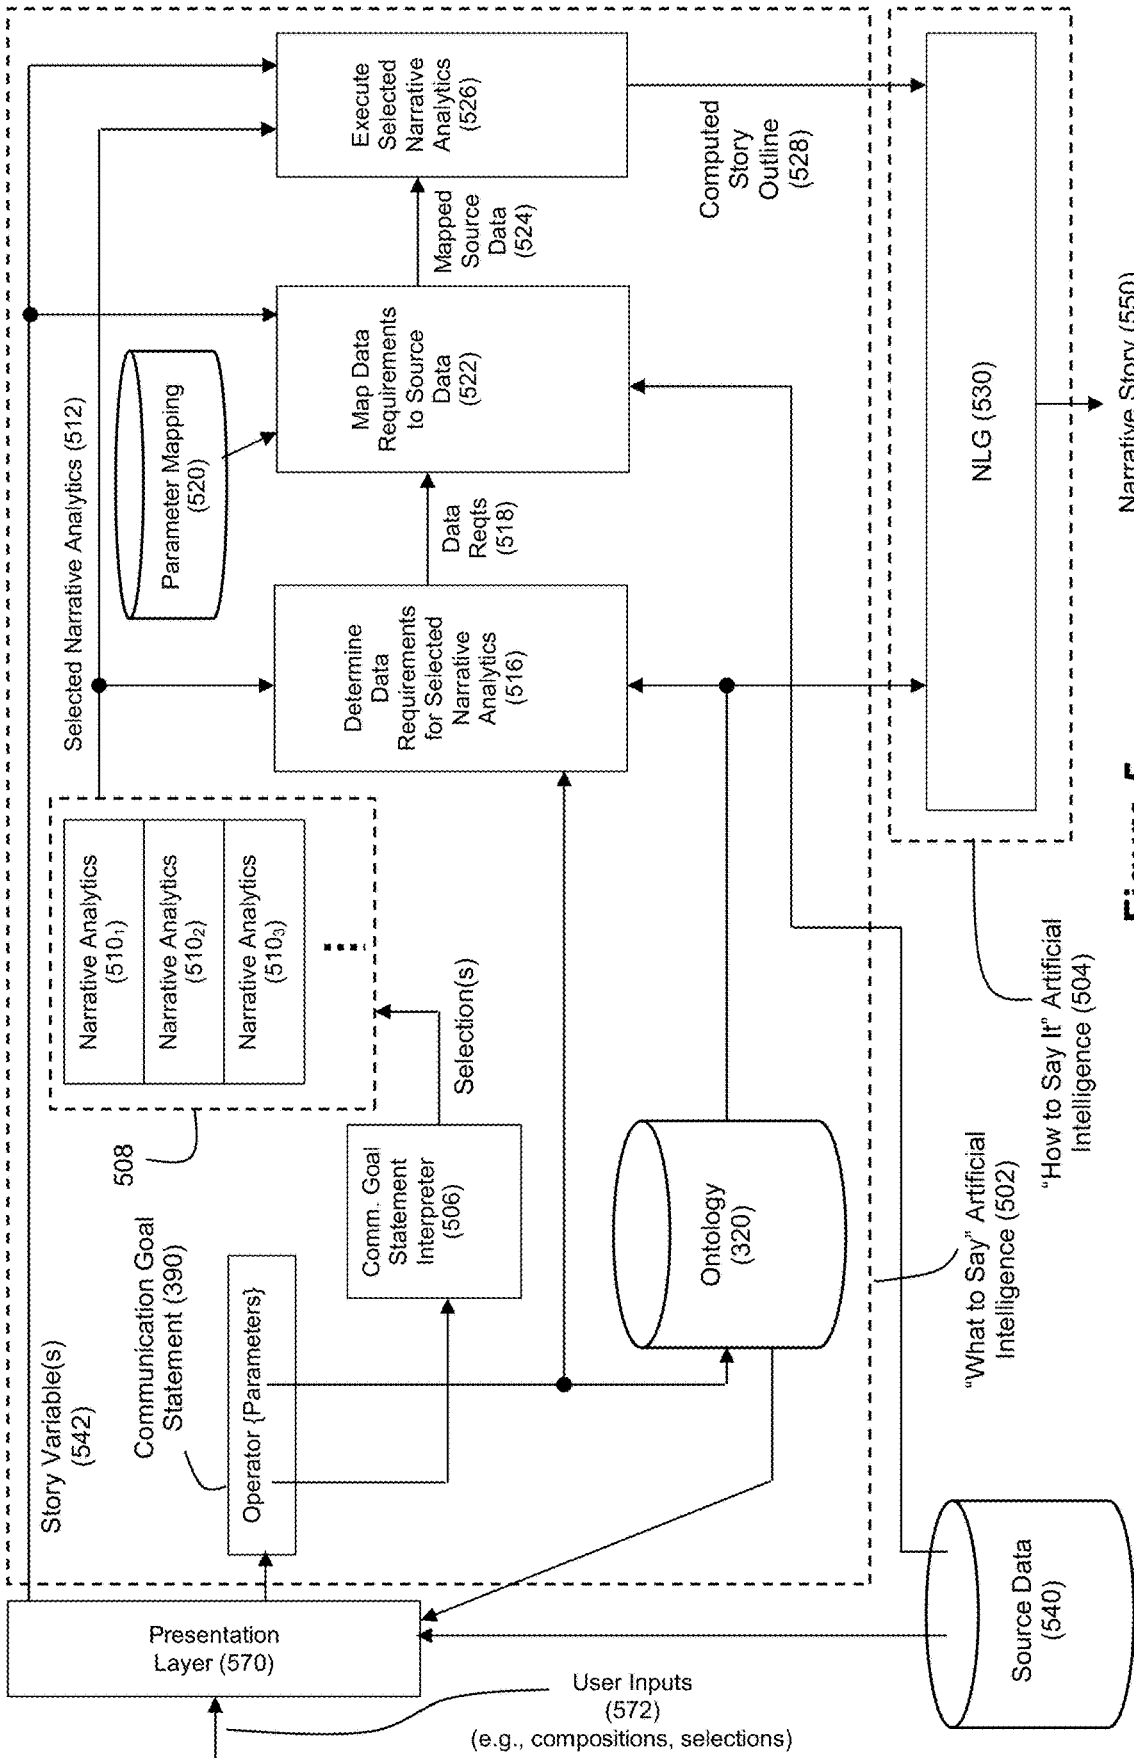 Story Variable(s)
(542)
Selected Narrative Analytics (512)
Communication Goal
Statement (390)
508
Narrative Analytics
(510₁)
Narrative Analytics
(510₂)
Narrative Analytics
(510₃)
Parameter Mapping
(520)
Presentation
Layer (570)
Operator {Parameters}
Comm. Goal
Statement
Interpreter
(506)
Selection(s)
Determine
Data
Requirements
for Selected
Narrative
Analytics
(516)
Data
Reqts
(518)
Map Data
Requirements
to Source
Data
(522)
Mapped
Source
Data
(524)
Execute
Selected
Narrative
Analytics
(526)
User Inputs
(572)
(e.g., compositions, selections)
Ontology
(320)
Computed
Story
Outline
(528)
"What to Say" Artificial
Intelligence (502)
"How to Say It" Artificial
Intelligence (504)
Source Data
(540)
NLG (530)
Narrative Story (550)